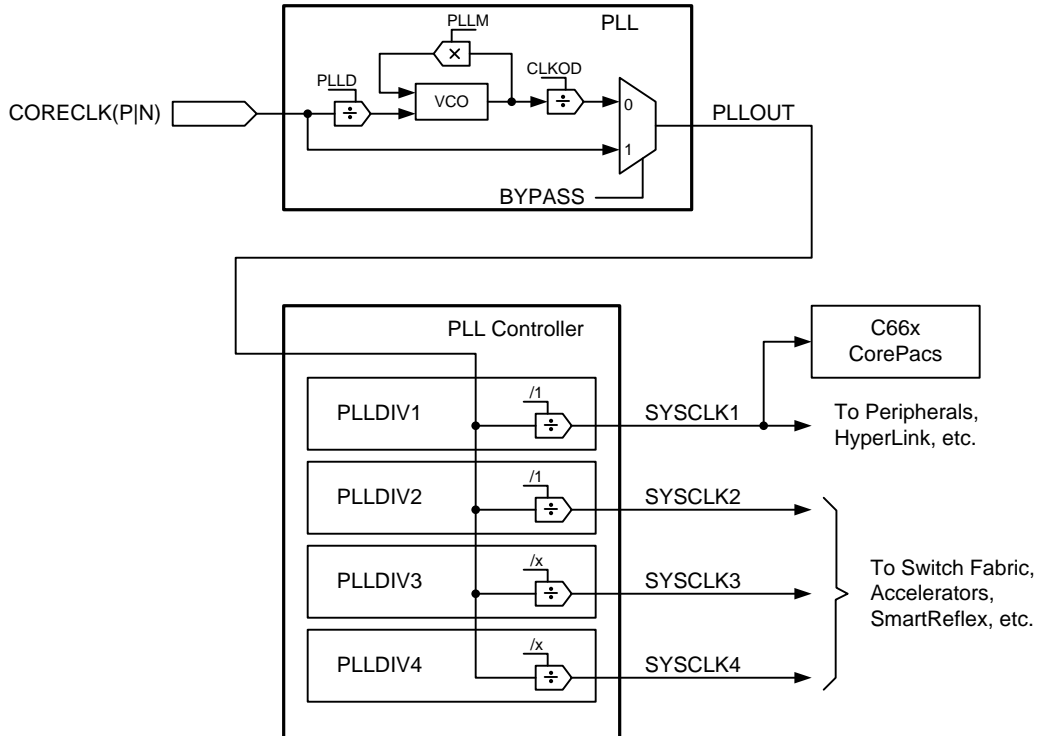 PLLM
PLL
×
PLLD
CLKOD
CORECLK(P|N)
÷
VCO
÷
0
PLLOUT
1
BYPASS
PLL Controller
C66x
CorePacs
/1
PLLDIV1
÷
SYSCLK1
To Peripherals,
HyperLink, etc.
/1
PLLDIV2
÷
SYSCLK2
/x
PLLDIV3
÷
SYSCLK3
To Switch Fabric,
Accelerators,
SmartReflex, etc.
/x
PLLDIV4
÷
SYSCLK4